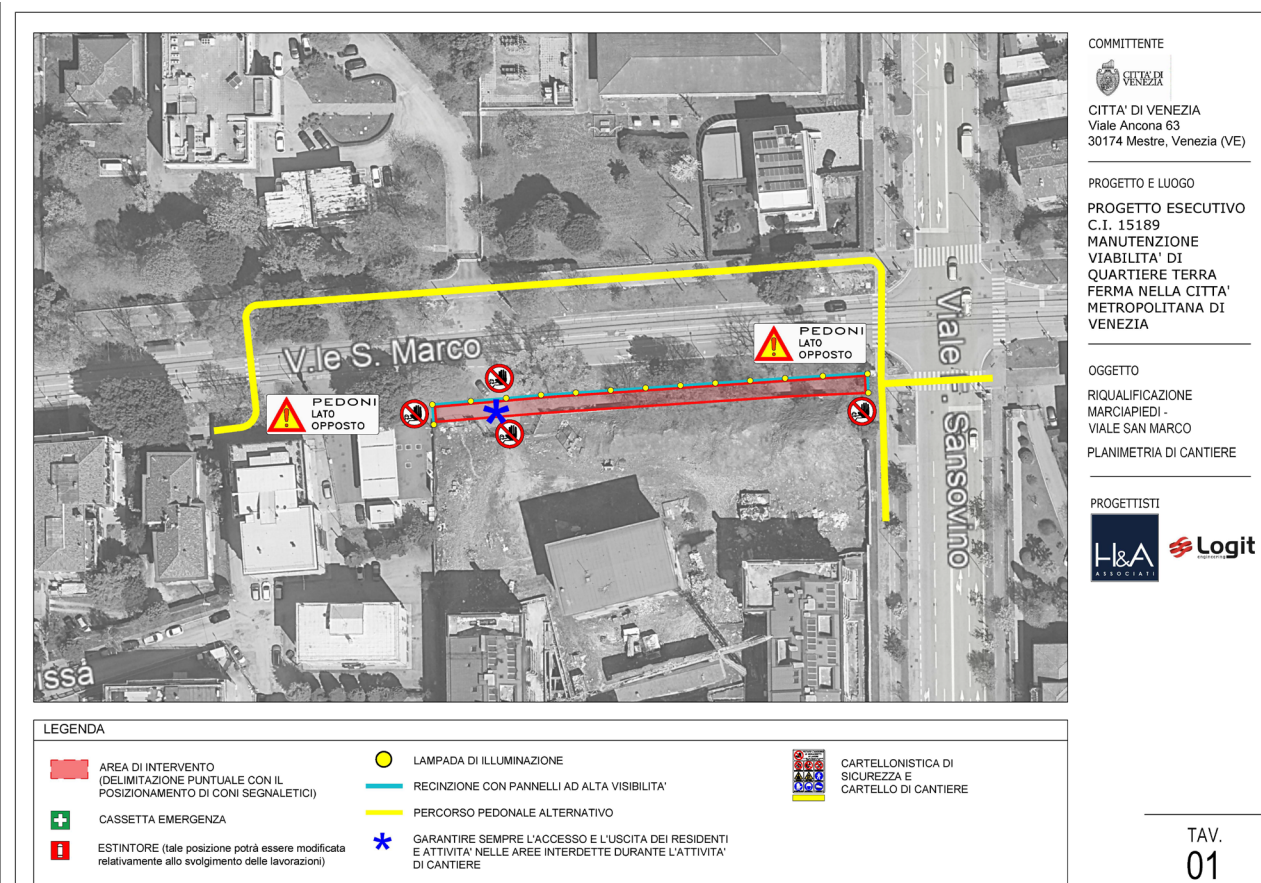 V.le S. Marco
PEDONI
LATO
OPPOSTO
PEDONI
LATO
OPPOSTO
Viale F. Sansovino
issa
COMMITTENTE
CITTA' DI
VENEZIA
CITTA' DI VENEZIA
Viale Ancona 63
30174 Mestre, Venezia (VE)
PROGETTO E LUOGO
PROGETTO ESECUTIVO
C.I. 15189
MANUTENZIONE
VIABILITA' DI
QUARTIERE TERRA
FERMA NELLA CITTA'
METROPOLITANA DI
VENEZIA
OGGETTO
RIQUALIFICAZIONE
MARCIAPIEDI -
VIALE SAN MARCO
PLANIMETRIA DI CANTIERE
PROGETTISTI
H&A
ASSOCIATI
Logit
engineering
LEGENDA
AREA DI INTERVENTO
(DELIMITAZIONE PUNTUALE CON IL
POSIZIONAMENTO DI CONI SEGNALETICI)
CASSETTA EMERGENZA
ESTINTORE (tale posizione potrà essere modificata
relativamente allo svolgimento delle lavorazioni)
LAMPADA DI ILLUMINAZIONE
RECINZIONE CON PANNELLI AD ALTA VISIBILITA'
PERCORSO PEDONALE ALTERNATIVO
GARANTIRE SEMPRE L'ACCESSO E L'USCITA DEI RESIDENTI
E ATTIVITA' NELLE AREE INTERDETTE DURANTE L'ATTIVITA'
DI CANTIERE
CARTELLONISTICA DI
SICUREZZA E
CARTELLO DI CANTIERE
TAV.
01